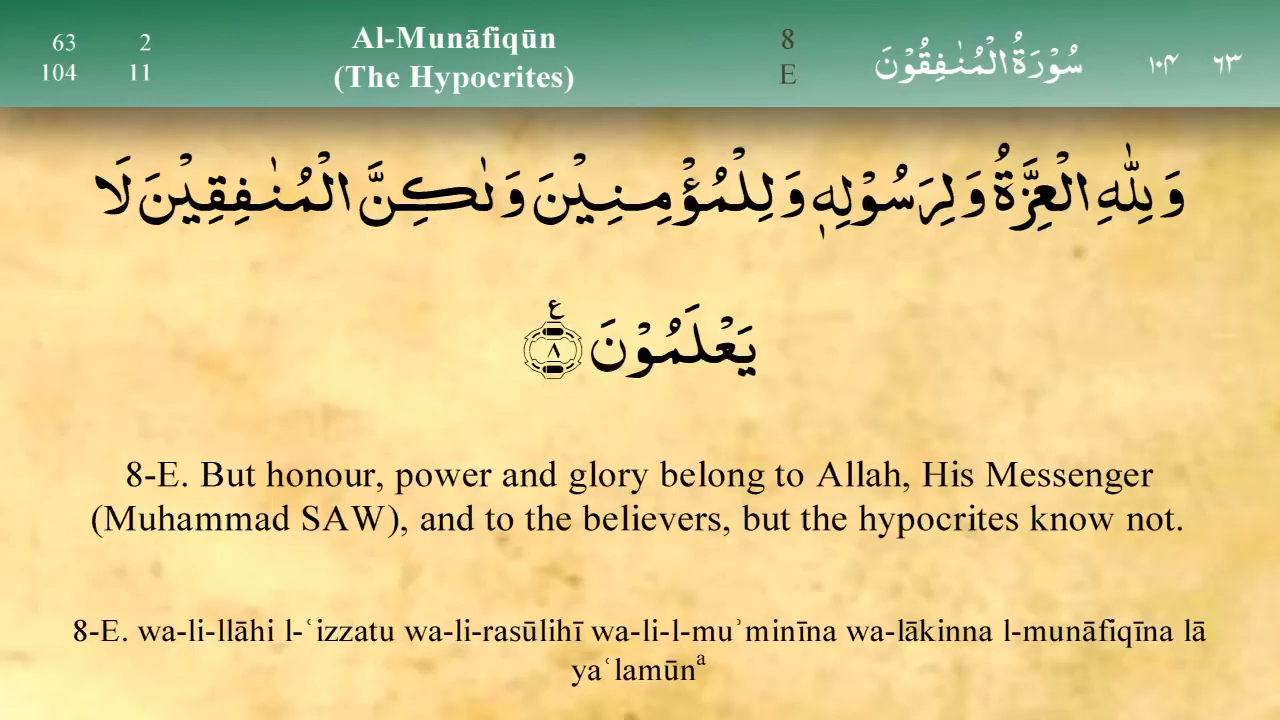 63 2
104 11
Al-Munāfiqūn
(The Hypocrites)
8
E
سُوْرَةُ الْمُنٰفِقُوْنَ
١٠٤ ٦٣
وَلِلّٰهِ الْعِزَّةُ وَلِرَسُوْلِهٖ وَلِلْمُؤْمِنِيْنَ وَلٰكِنَّ الْمُنٰفِقِيْنَ لَا
يَعْلَمُوْنَ ۝٨ ع
8-E. But honour, power and glory belong to Allah, His Messenger
(Muhammad SAW), and to the believers, but the hypocrites know not.
8-E. wa-li-llāhi l-ʿizzatu wa-li-rasūlihī wa-li-l-muʾminīna wa-lākinna l-munāfiqīna lā
yaʿlamūnᵃ